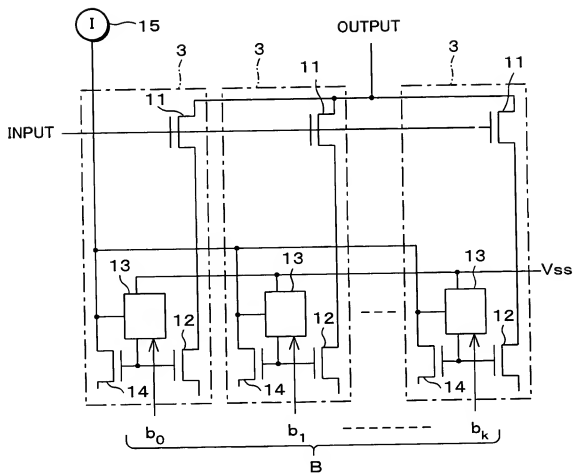 I 15
OUTPUT
3 3 3
11 11 11
INPUT
13 13 13
Vss
12 12 12
14 14 14
b0 b1 bk
B